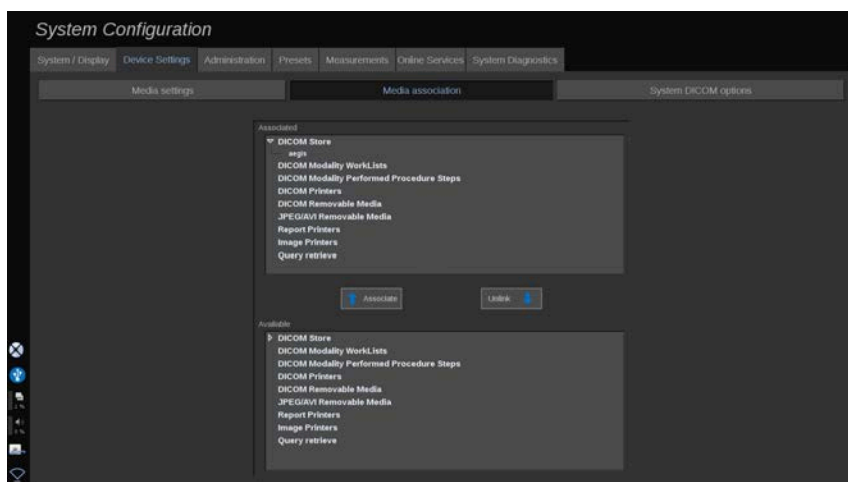 System Configuration
System / Display Device Settings Administration Presets Measurements Online Services System Diagnostics
Media settings Media association System DICOM options
Associated
DICOM Store
aegis
DICOM Modality WorkLists
DICOM Modality Performed Procedure Steps
DICOM Printers
DICOM Removable Media
JPEG/AVI Removable Media
Report Printers
Image Printers
Query retrieve
Associate Unlink
Available
DICOM Store
DICOM Modality WorkLists
DICOM Modality Performed Procedure Steps
DICOM Printers
DICOM Removable Media
JPEG/AVI Removable Media
Report Printers
Image Printers
Query retrieve